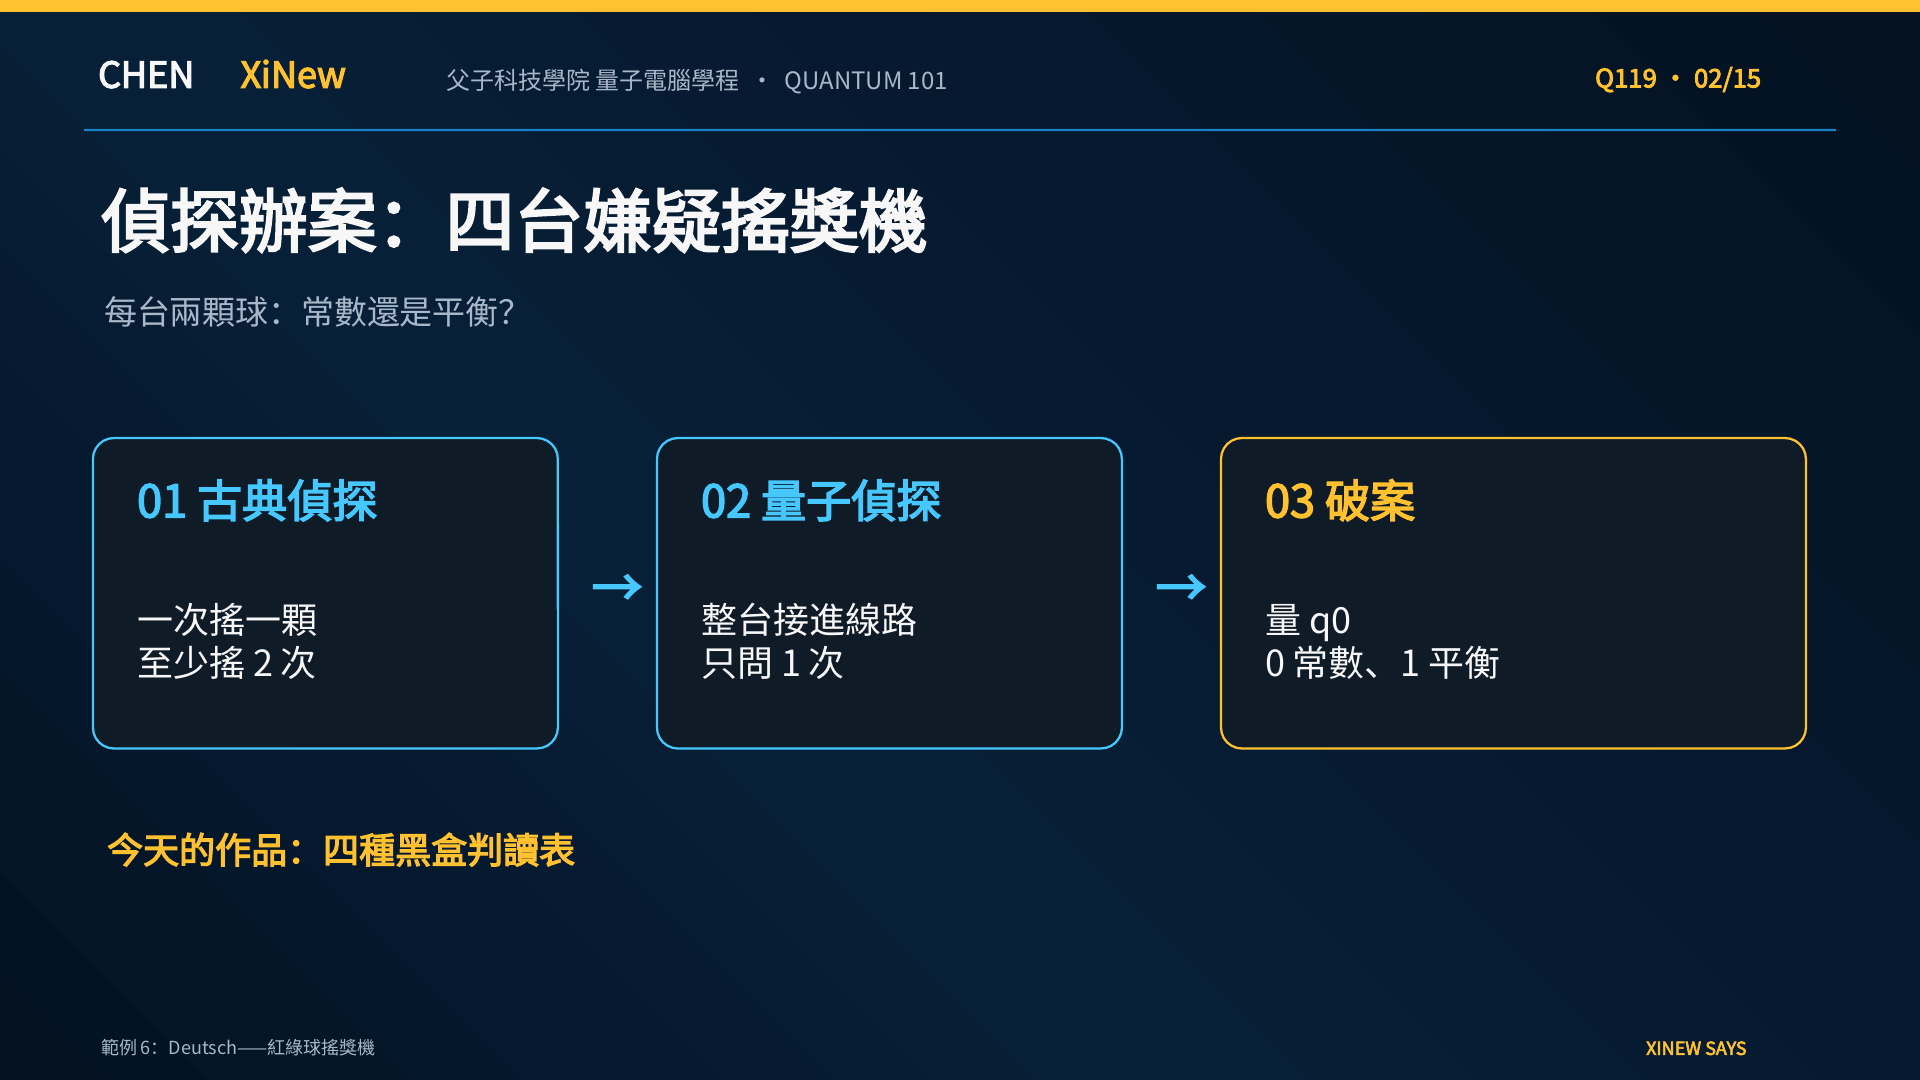 CHEN XiNew 父子科技學院 量子電腦學程 • QUANTUM 101 Q119 • 02/15
偵探辦案：四台嫌疑搖獎機
每台兩顆球：常數還是平衡？
01 古典偵探
一次搖一顆
至少搖 2 次
→
02 量子偵探
整台接進線路
只問 1 次
→
03 破案
量 q0
0 常數、1 平衡
今天的作品：四種黑盒判讀表
範例 6：Deutsch——紅綠球搖獎機
XINEW SAYS